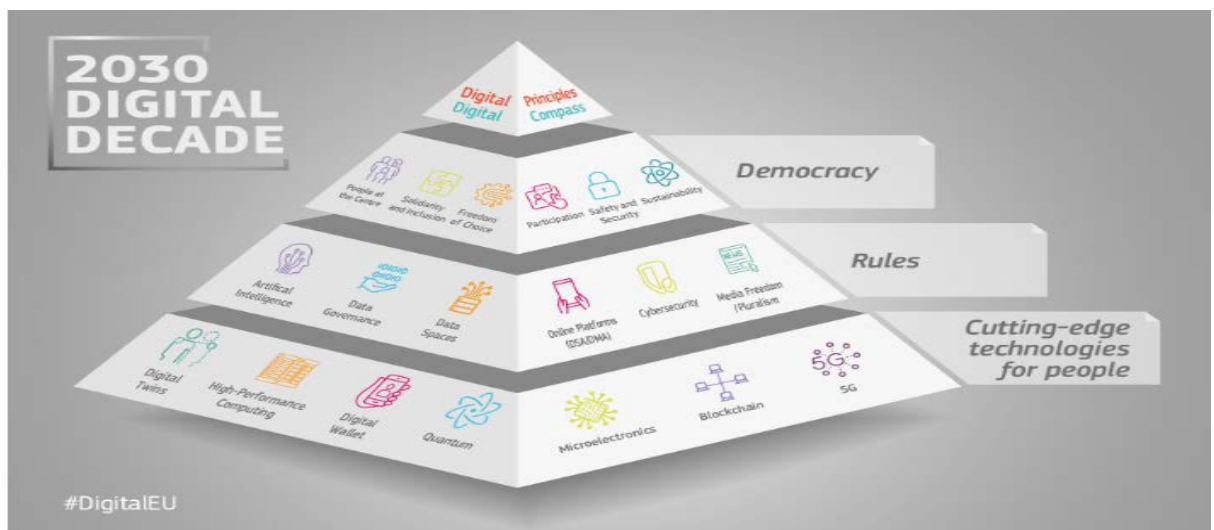 2030
DIGITAL
DECADE
Digital Principles
Digital Compass
Democracy
People at
the Centre
Solidarity
and Inclusion
Freedom
of Choice
Participation
Safety and
Security
Sustainability
Rules
Artifical
Intelligence
Data
Governance
Data
Spaces
Online Platforms
(DSA/DMA)
Cybersecurity
NEWS
Media Freedom
/Pluralism
Cutting-edge
technologies
for people
Digital
Twins
High-Performance
Computing
Digital
Wallet
Quantum
Microelectronics
Blockchain
5G
5G
#DigitalEU